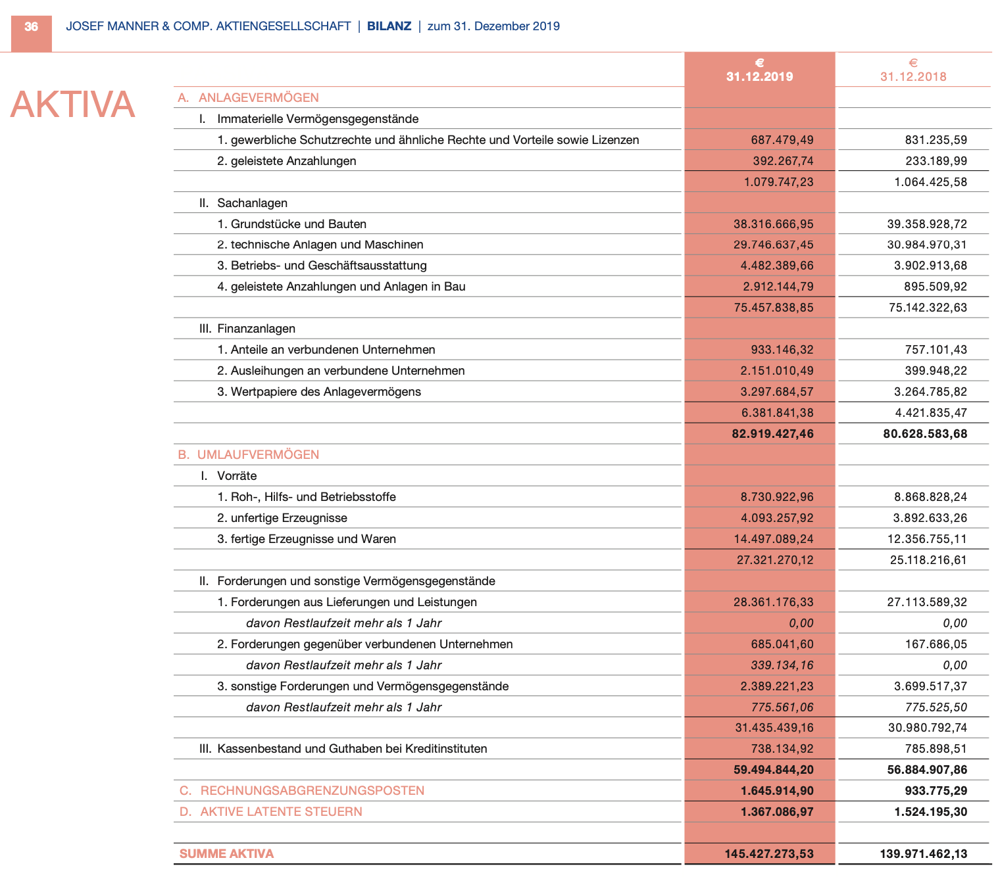 36 JOSEF MANNER & COMP. AKTIENGESELLSCHAFT | BILANZ | zum 31. Dezember 2019
€ €
31.12.2019 31.12.2018
AKTIVA
A. ANLAGEVERMÖGEN
I. Immaterielle Vermögensgegenstände
1. gewerbliche Schutzrechte und ähnliche Rechte und Vorteile sowie Lizenzen 687.479,49 831.235,59
2. geleistete Anzahlungen 392.267,74 233.189,99
1.079.747,23 1.064.425,58
II. Sachanlagen
1. Grundstücke und Bauten 38.316.666,95 39.358.928,72
2. technische Anlagen und Maschinen 29.746.637,45 30.984.970,31
3. Betriebs- und Geschäftsausstattung 4.482.389,66 3.902.913,68
4. geleistete Anzahlungen und Anlagen in Bau 2.912.144,79 895.509,92
75.457.838,85 75.142.322,63
III. Finanzanlagen
1. Anteile an verbundenen Unternehmen 933.146,32 757.101,43
2. Ausleihungen an verbundene Unternehmen 2.151.010,49 399.948,22
3. Wertpapiere des Anlagevermögens 3.297.684,57 3.264.785,82
6.381.841,38 4.421.835,47
82.919.427,46 80.628.583,68
B. UMLAUFVERMÖGEN
I. Vorräte
1. Roh-, Hilfs- und Betriebsstoffe 8.730.922,96 8.868.828,24
2. unfertige Erzeugnisse 4.093.257,92 3.892.633,26
3. fertige Erzeugnisse und Waren 14.497.089,24 12.356.755,11
27.321.270,12 25.118.216,61
II. Forderungen und sonstige Vermögensgegenstände
1. Forderungen aus Lieferungen und Leistungen 28.361.176,33 27.113.589,32
davon Restlaufzeit mehr als 1 Jahr 0,00 0,00
2. Forderungen gegenüber verbundenen Unternehmen 685.041,60 167.686,05
davon Restlaufzeit mehr als 1 Jahr 339.134,16 0,00
3. sonstige Forderungen und Vermögensgegenstände 2.389.221,23 3.699.517,37
davon Restlaufzeit mehr als 1 Jahr 775.561,06 775.525,50
31.435.439,16 30.980.792,74
III. Kassenbestand und Guthaben bei Kreditinstituten 738.134,92 785.898,51
59.494.844,20 56.884.907,86
C. RECHNUNGSABGRENZUNGSPOSTEN 1.645.914,90 933.775,29
D. AKTIVE LATENTE STEUERN 1.367.086,97 1.524.195,30
SUMME AKTIVA 145.427.273,53 139.971.462,13